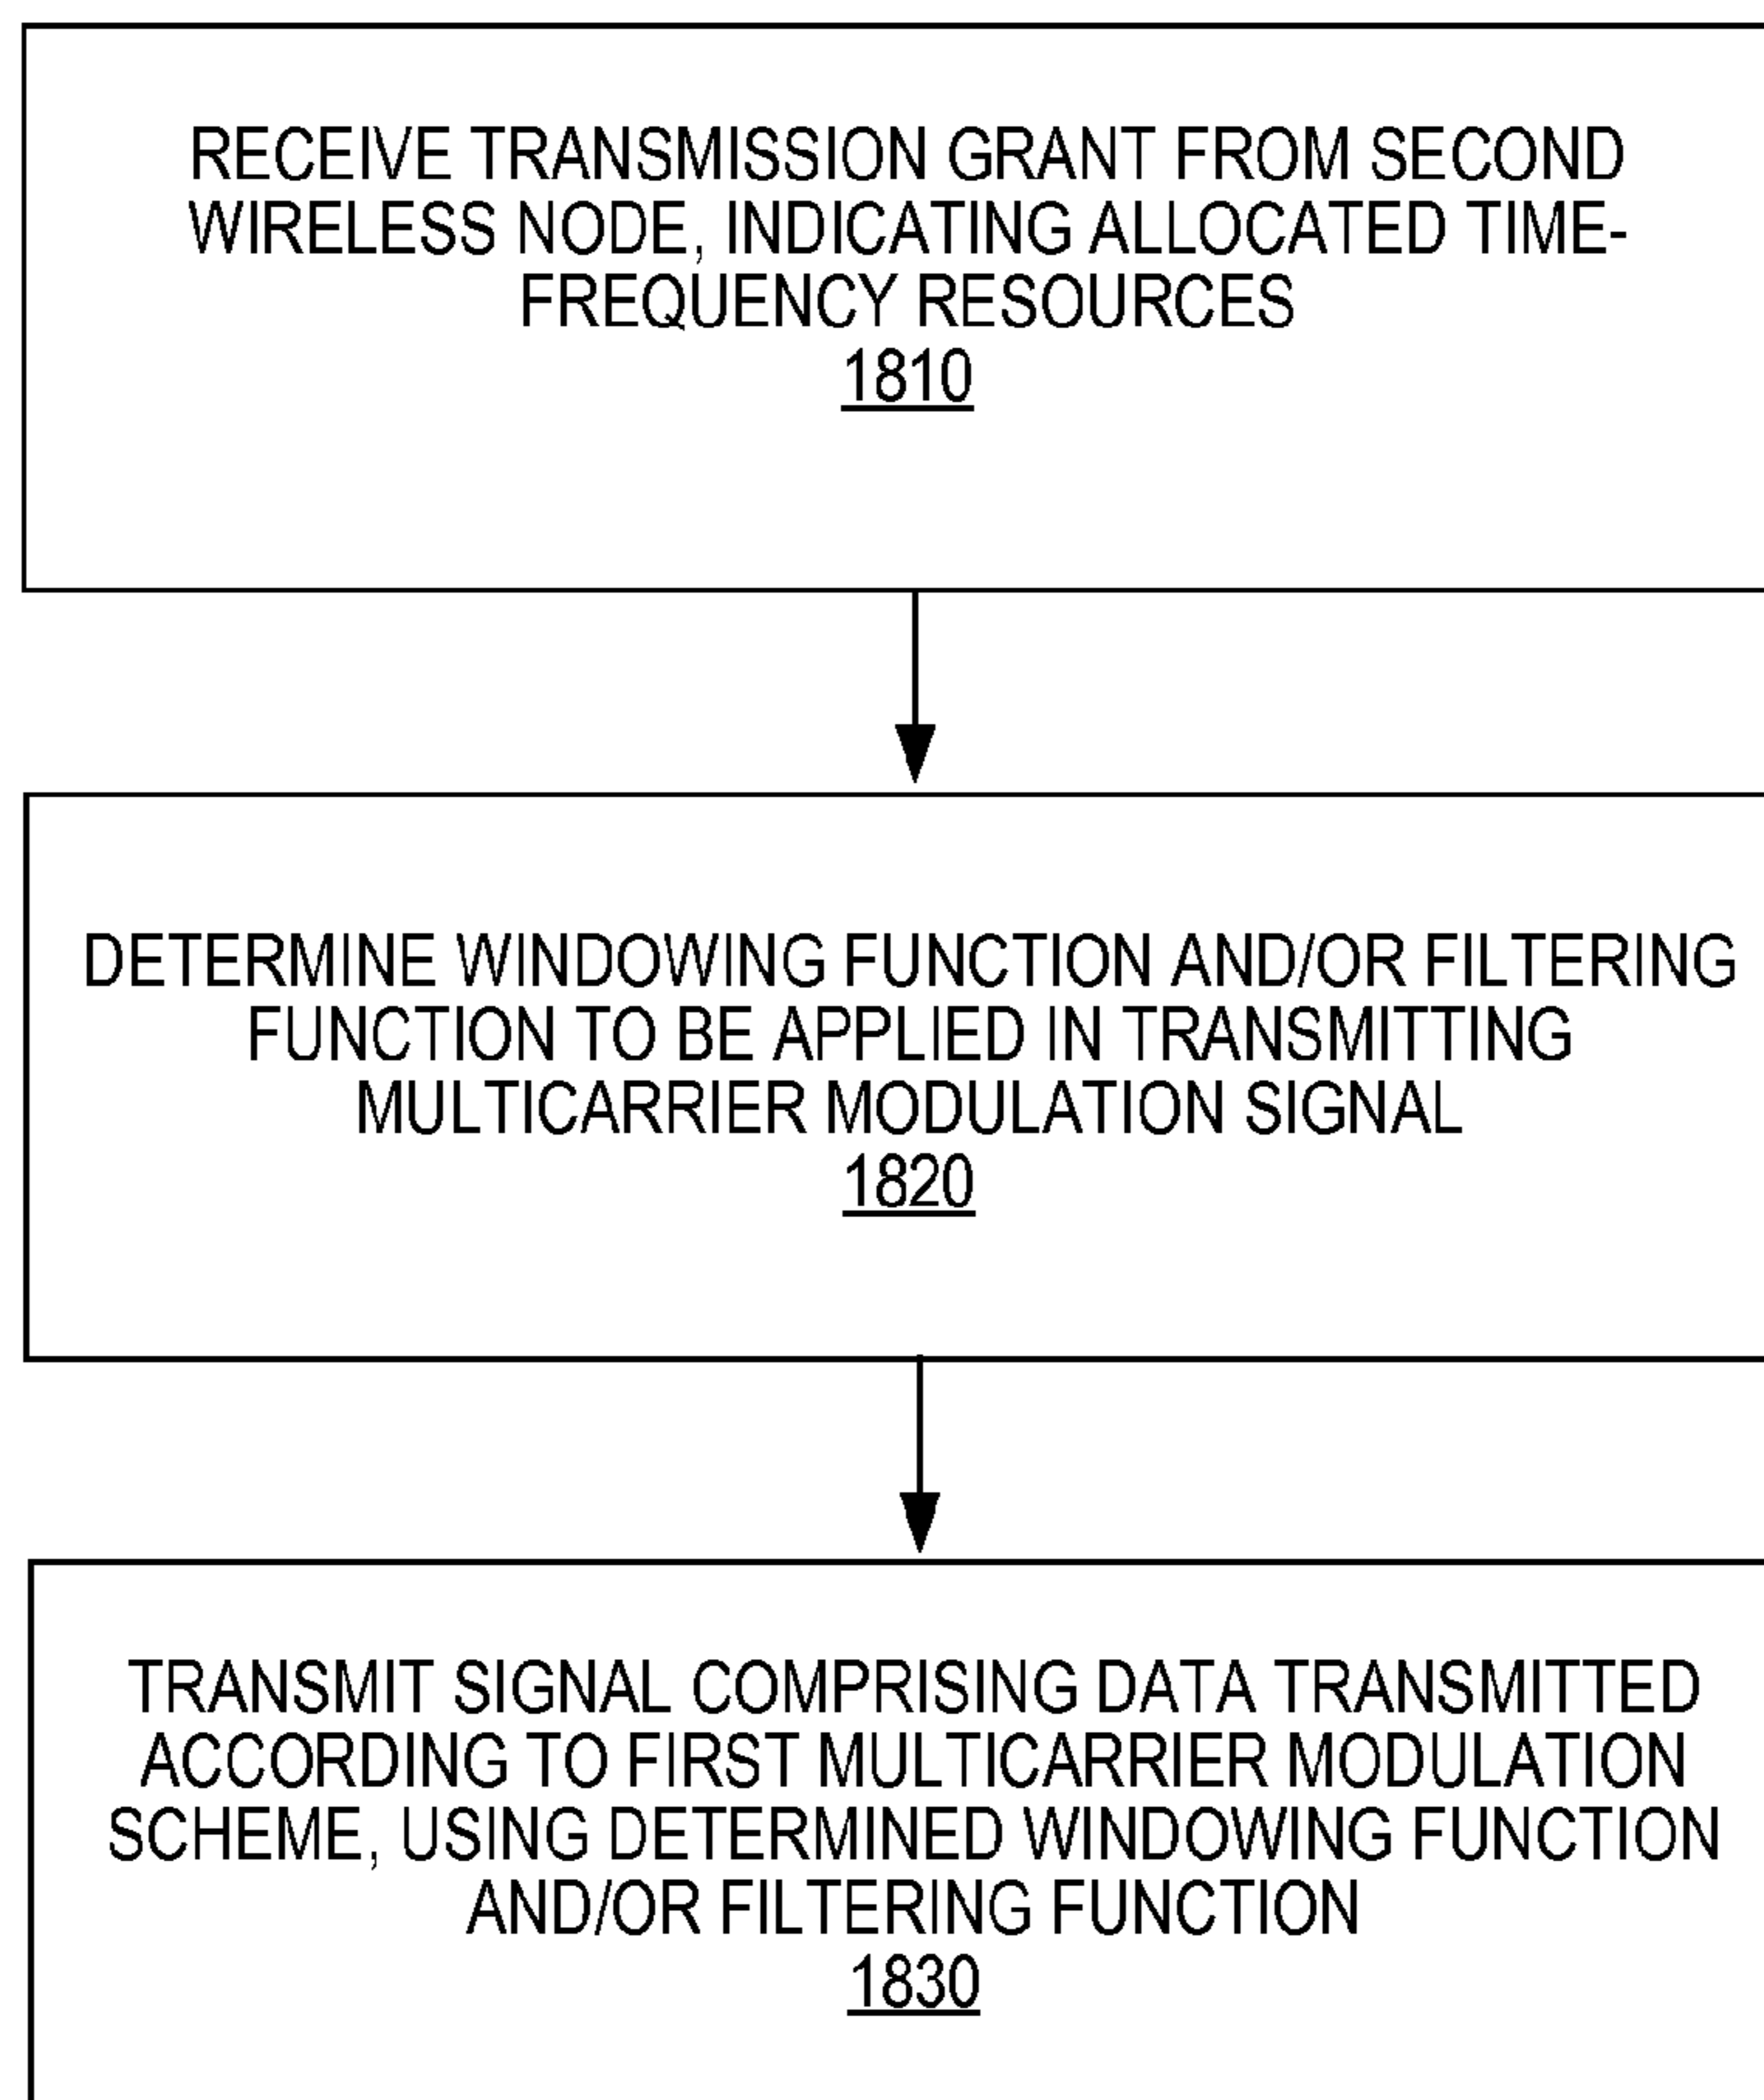 RECEIVE TRANSMISSION GRANT FROM SECOND
WIRELESS NODE, INDICATING ALLOCATED TIME-
FREQUENCY RESOURCES
1810
DETERMINE WINDOWING FUNCTION AND/OR FILTERING
FUNCTION TO BE APPLIED IN TRANSMITTING
MULTICARRIER MODULATION SIGNAL
1820
TRANSMIT SIGNAL COMPRISING DATA TRANSMITTED
ACCORDING TO FIRST MULTICARRIER MODULATION
SCHEME, USING DETERMINED WINDOWING FUNCTION
AND/OR FILTERING FUNCTION
1830